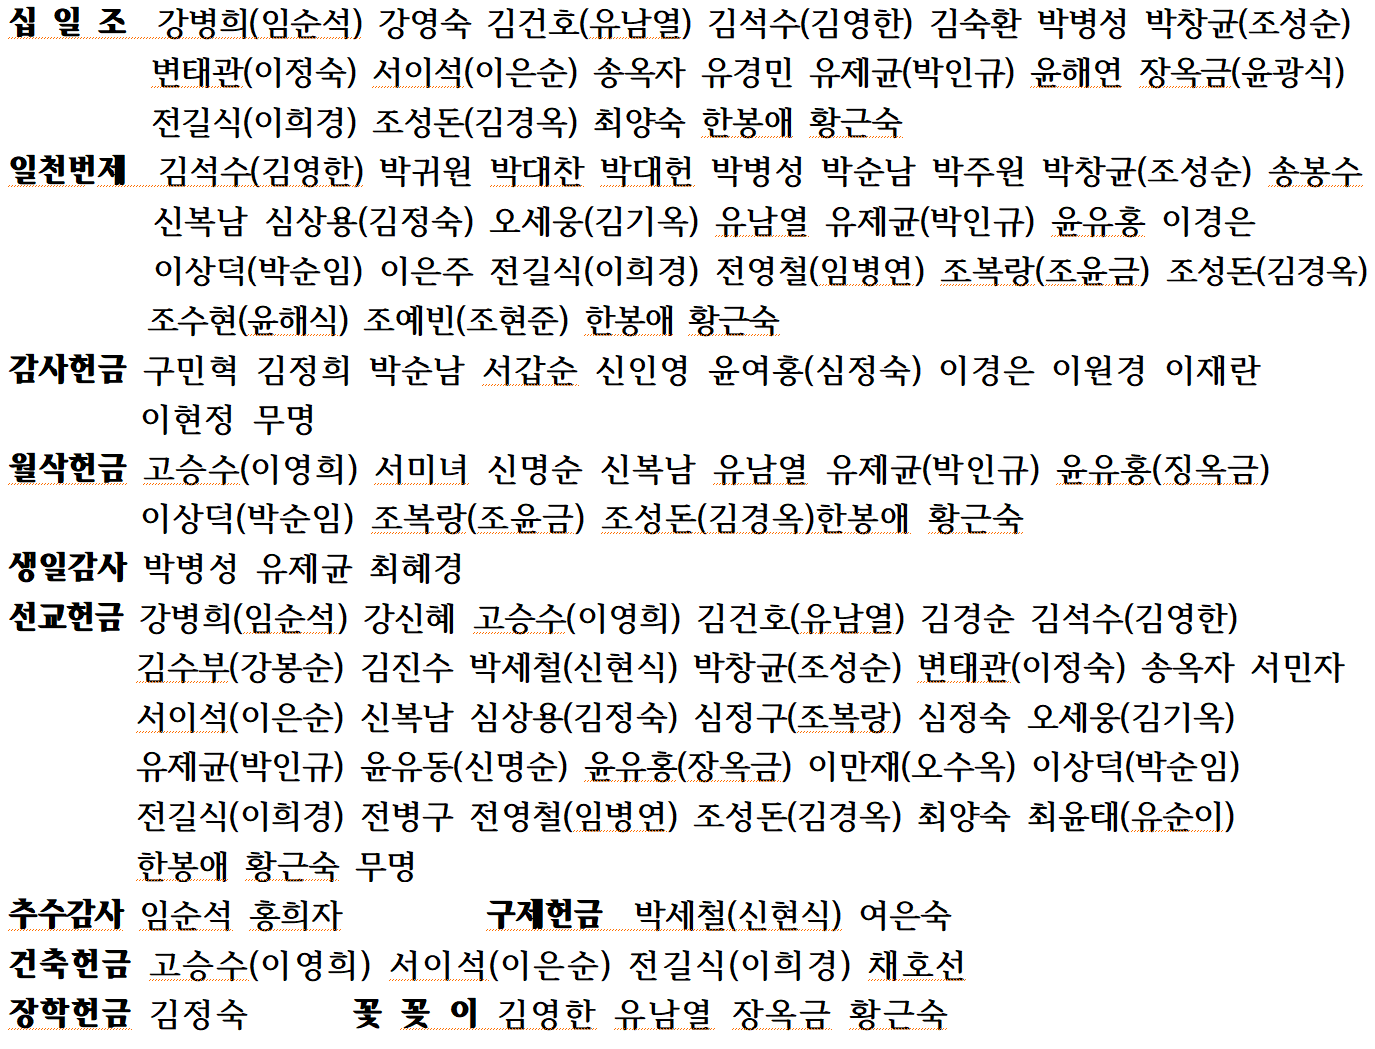 십 일 조 강병희(임순석) 강영숙 김건호(유남열) 김석수(김영한) 김숙환 박병성 박창균(조성순)
변태관(이정숙) 서이석(이은순) 송옥자 유경민 유제균(박인규) 윤해연 장옥금(윤광식)
전길식(이희경) 조성돈(김경옥) 최양숙 한봉애 황근숙
일천번제 김석수(김영한) 박귀원 박대찬 박대헌 박병성 박순남 박주원 박창균(조성순) 송봉수
신복남 심상용(김정숙) 오세웅(김기옥) 유남열 유제균(박인규) 윤유홍 이경은
이상덕(박순임) 이은주 전길식(이희경) 전영철(임병연) 조복랑(조윤금) 조성돈(김경옥)
조수현(윤해식) 조예빈(조현준) 한봉애 황근숙
감사헌금 구민혁 김정희 박순남 서갑순 신인영 윤여홍(심정숙) 이경은 이원경 이재란
이현정 무명
월삭헌금 고승수(이영희) 서미녀 신명순 신복남 유남열 유제균(박인규) 윤유홍(징옥금)
이상덕(박순임) 조복랑(조윤금) 조성돈(김경옥)한봉애 황근숙
생일감사 박병성 유제균 최혜경
선교헌금 강병희(임순석) 강신혜 고승수(이영희) 김건호(유남열) 김경순 김석수(김영한)
김수부(강봉순) 김진수 박세철(신현식) 박창균(조성순) 변태관(이정숙) 송옥자 서민자
서이석(이은순) 신복남 심상용(김정숙) 심정구(조복랑) 심정숙 오세웅(김기옥)
유제균(박인규) 윤유동(신명순) 윤유홍(장옥금) 이만재(오수옥) 이상덕(박순임)
전길식(이희경) 전병구 전영철(임병연) 조성돈(김경옥) 최양숙 최윤태(유순이)
한봉애 황근숙 무명
추수감사 임순석 홍희자 구제헌금 박세철(신현식) 여은숙
건축헌금 고승수(이영희) 서이석(이은순) 전길식(이희경) 채호선
장학헌금 김정숙 꽃 꽂 이 김영한 유남열 장옥금 황근숙